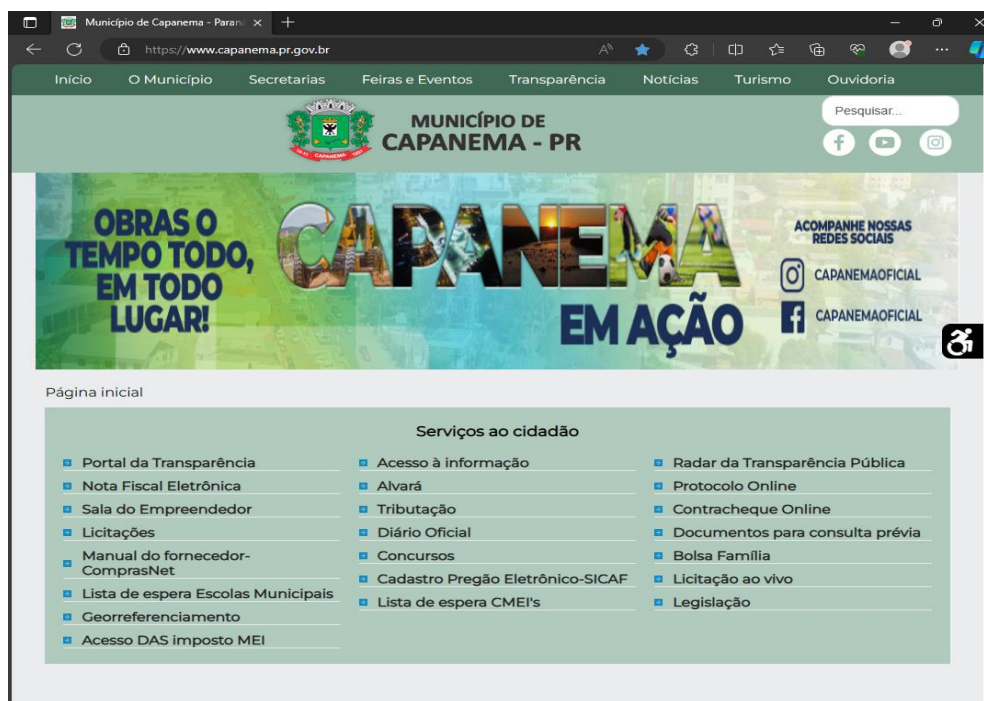 Município de Capanema - Paran
https://www.capanema.pr.gov.br
Início O Município Secretarias Feiras e Eventos Transparência Notícias Turismo Ouvidoria
Pesquisar...
MUNICÍPIO DE
CAPANEMA - PR
CAPANEMA
OBRAS O
TEMPO TODO,
EM TODO
LUGAR!
CAPANEMA
EM AÇÃO
ACOMPANHE NOSSAS
REDES SOCIAIS
CAPANEMAOFICIAL
CAPANEMAOFICIAL
Página inicial
Serviços ao cidadão
Portal da Transparência
Nota Fiscal Eletrônica
Sala do Empreendedor
Licitações
Manual do fornecedor-
ComprasNet
Lista de espera Escolas Municipais
Georreferenciamento
Acesso DAS imposto MEI
Acesso à informação
Alvará
Tributação
Diário Oficial
Concursos
Cadastro Pregão Eletrônico-SICAF
Lista de espera CMEI's
Radar da Transparência Pública
Protocolo Online
Contracheque Online
Documentos para consulta prévia
Bolsa Família
Licitação ao vivo
Legislação